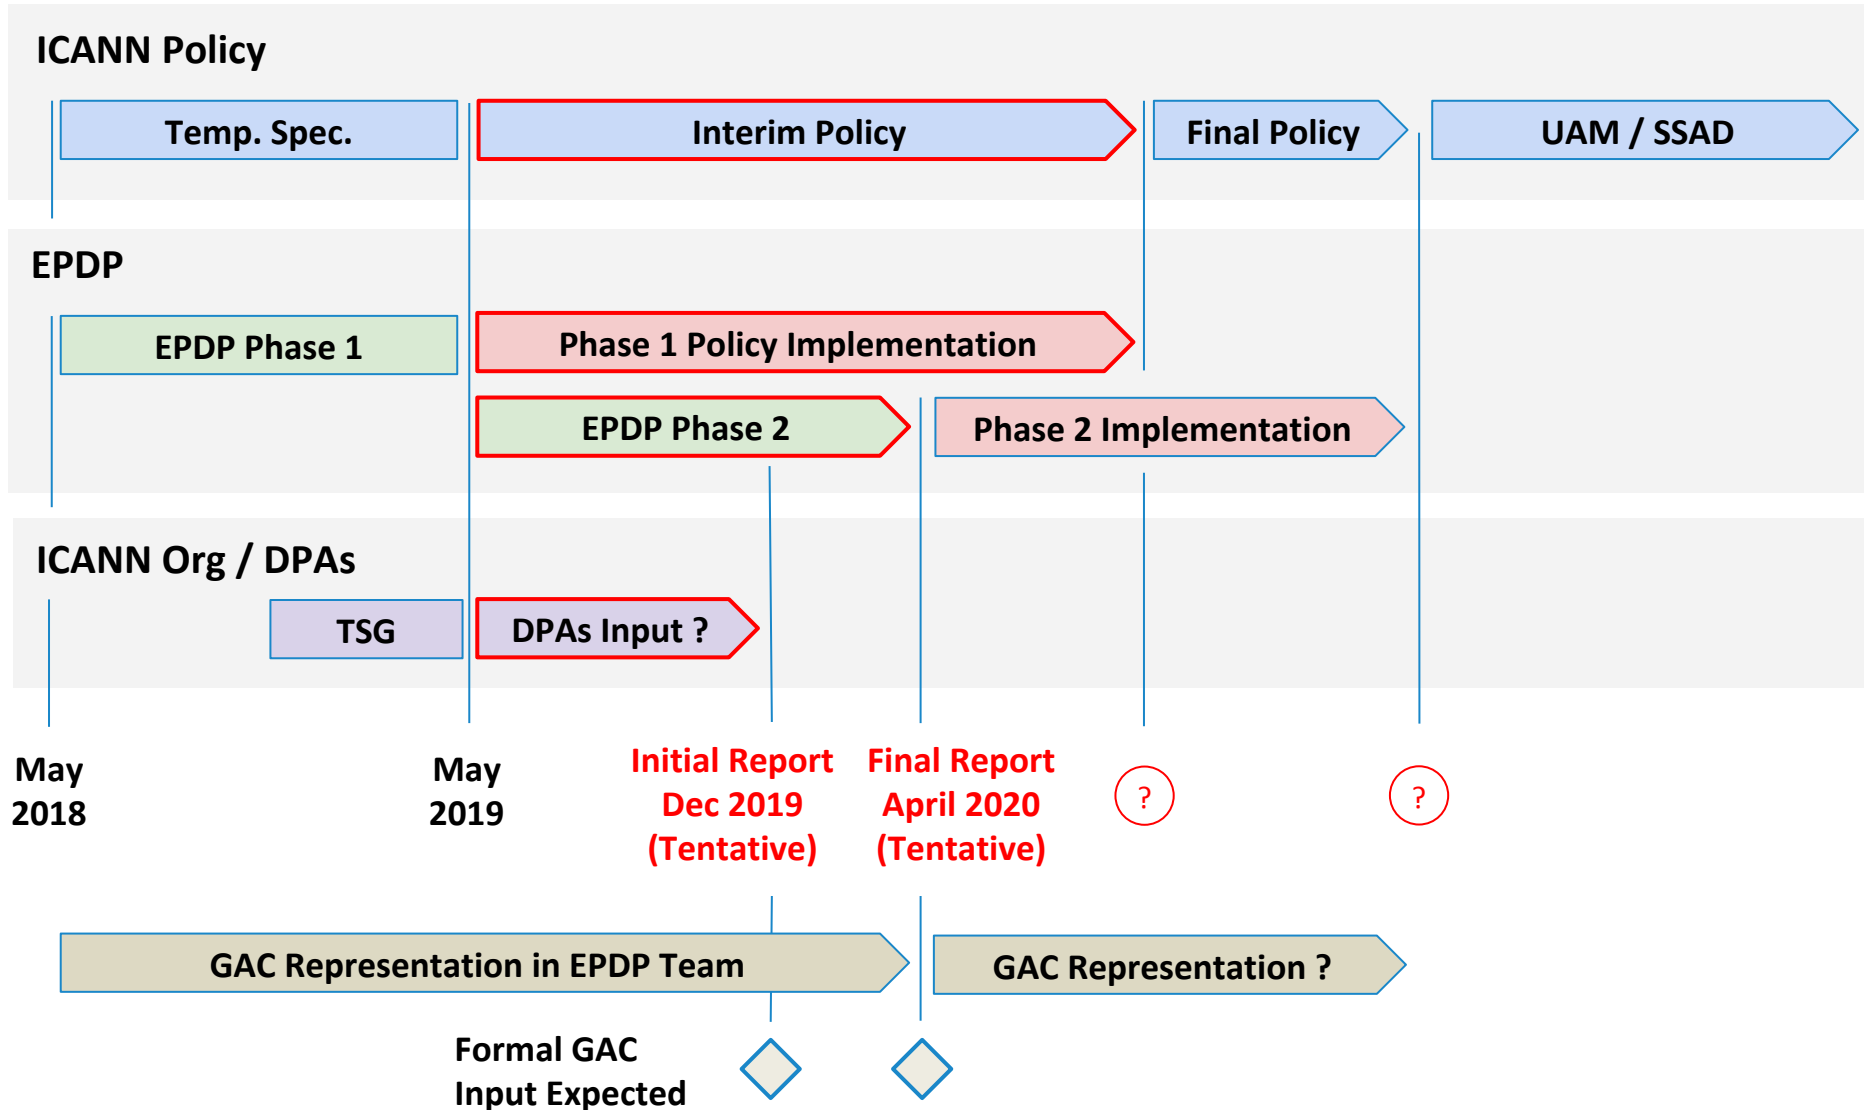 ICANN Policy
Temp. Spec.
Interim Policy
Final Policy
UAM / SSAD
EPDP
EPDP Phase 1
Phase 1 Policy Implementation
EPDP Phase 2
Phase 2 Implementation
ICANN Org / DPAs
TSG
DPAs Input ?
May
2018
May
2019
Initial Report
Dec 2019
(Tentative)
Final Report
April 2020
(Tentative)
?
?
GAC Representation in EPDP Team
GAC Representation ?
Formal GAC
Input Expected